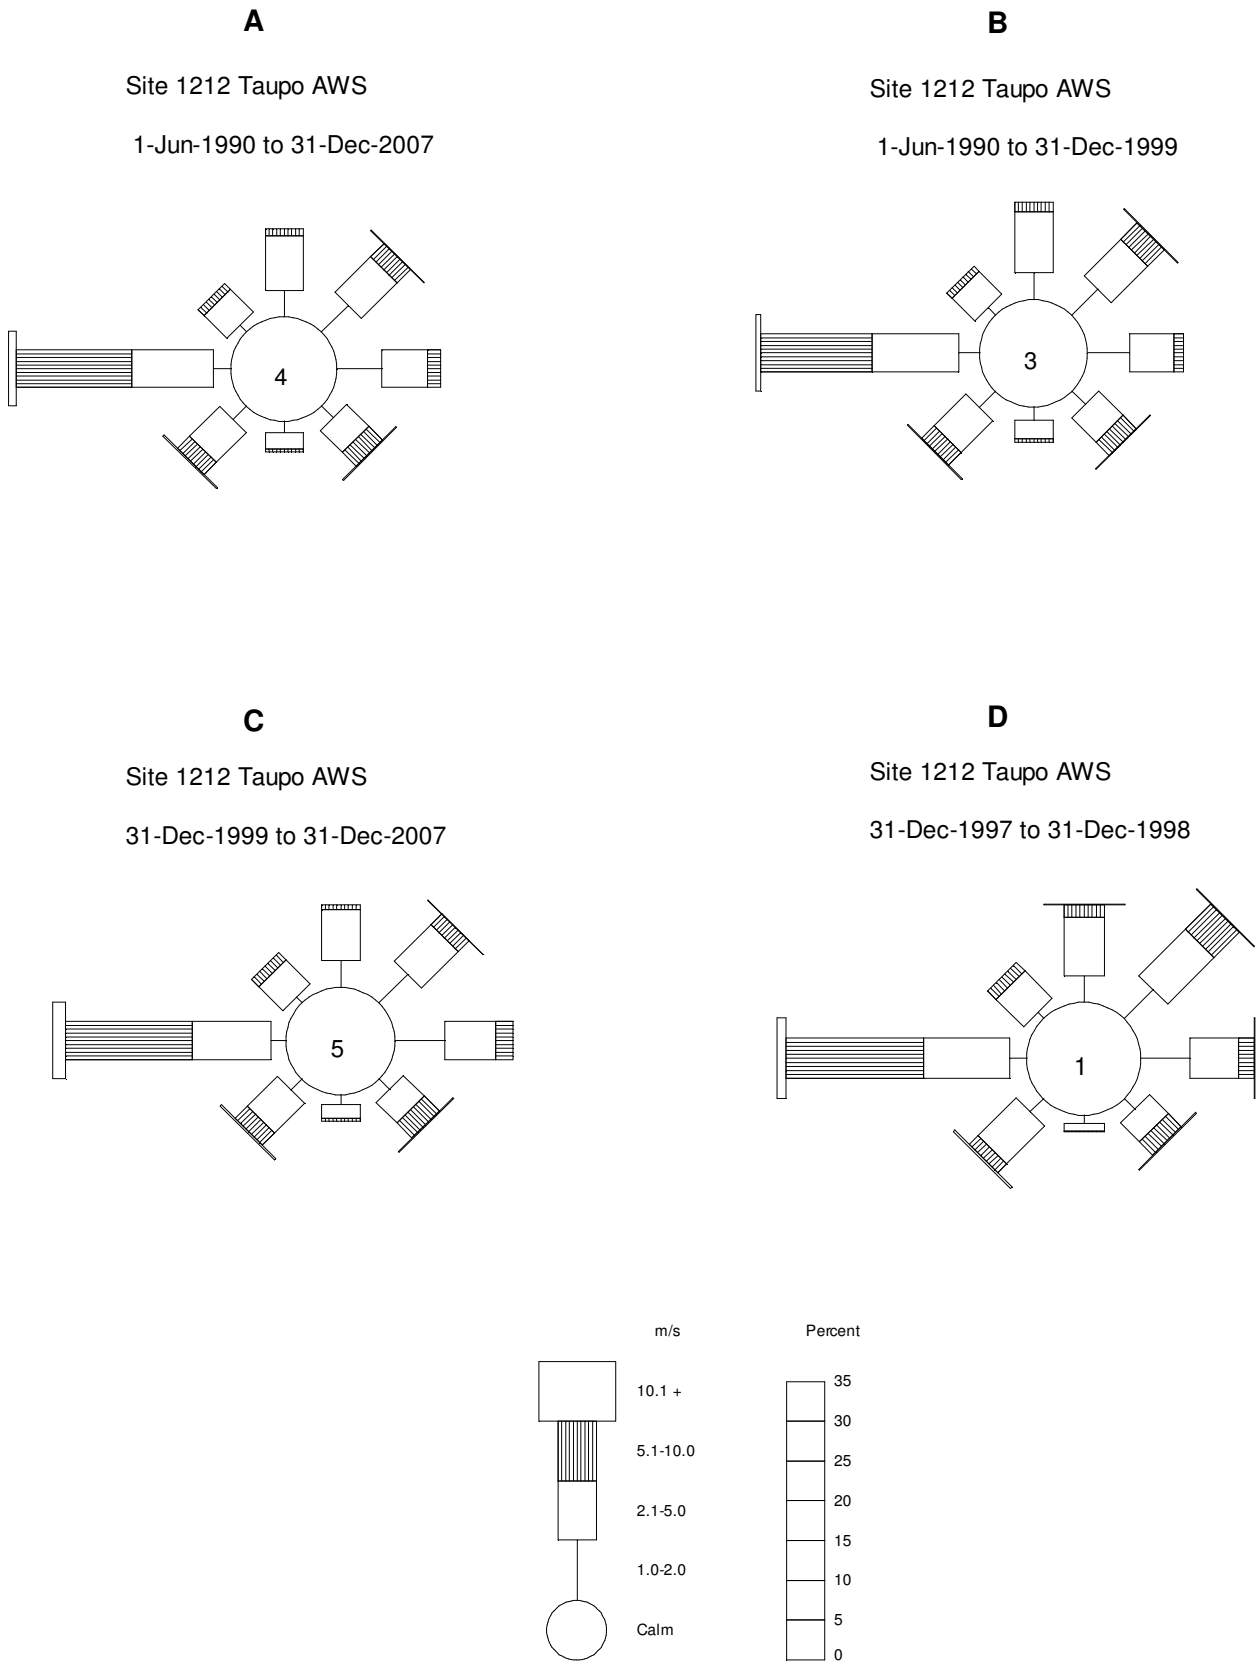 A
Site 1212 Taupo AWS
1-Jun-1990 to 31-Dec-2007
4
B
Site 1212 Taupo AWS
1-Jun-1990 to 31-Dec-1999
3
C
Site 1212 Taupo AWS
31-Dec-1999 to 31-Dec-2007
5
D
Site 1212 Taupo AWS
31-Dec-1997 to 31-Dec-1998
1
m/s
10.1 +
5.1-10.0
2.1-5.0
1.0-2.0
Calm
Percent
35
30
25
20
15
10
5
0